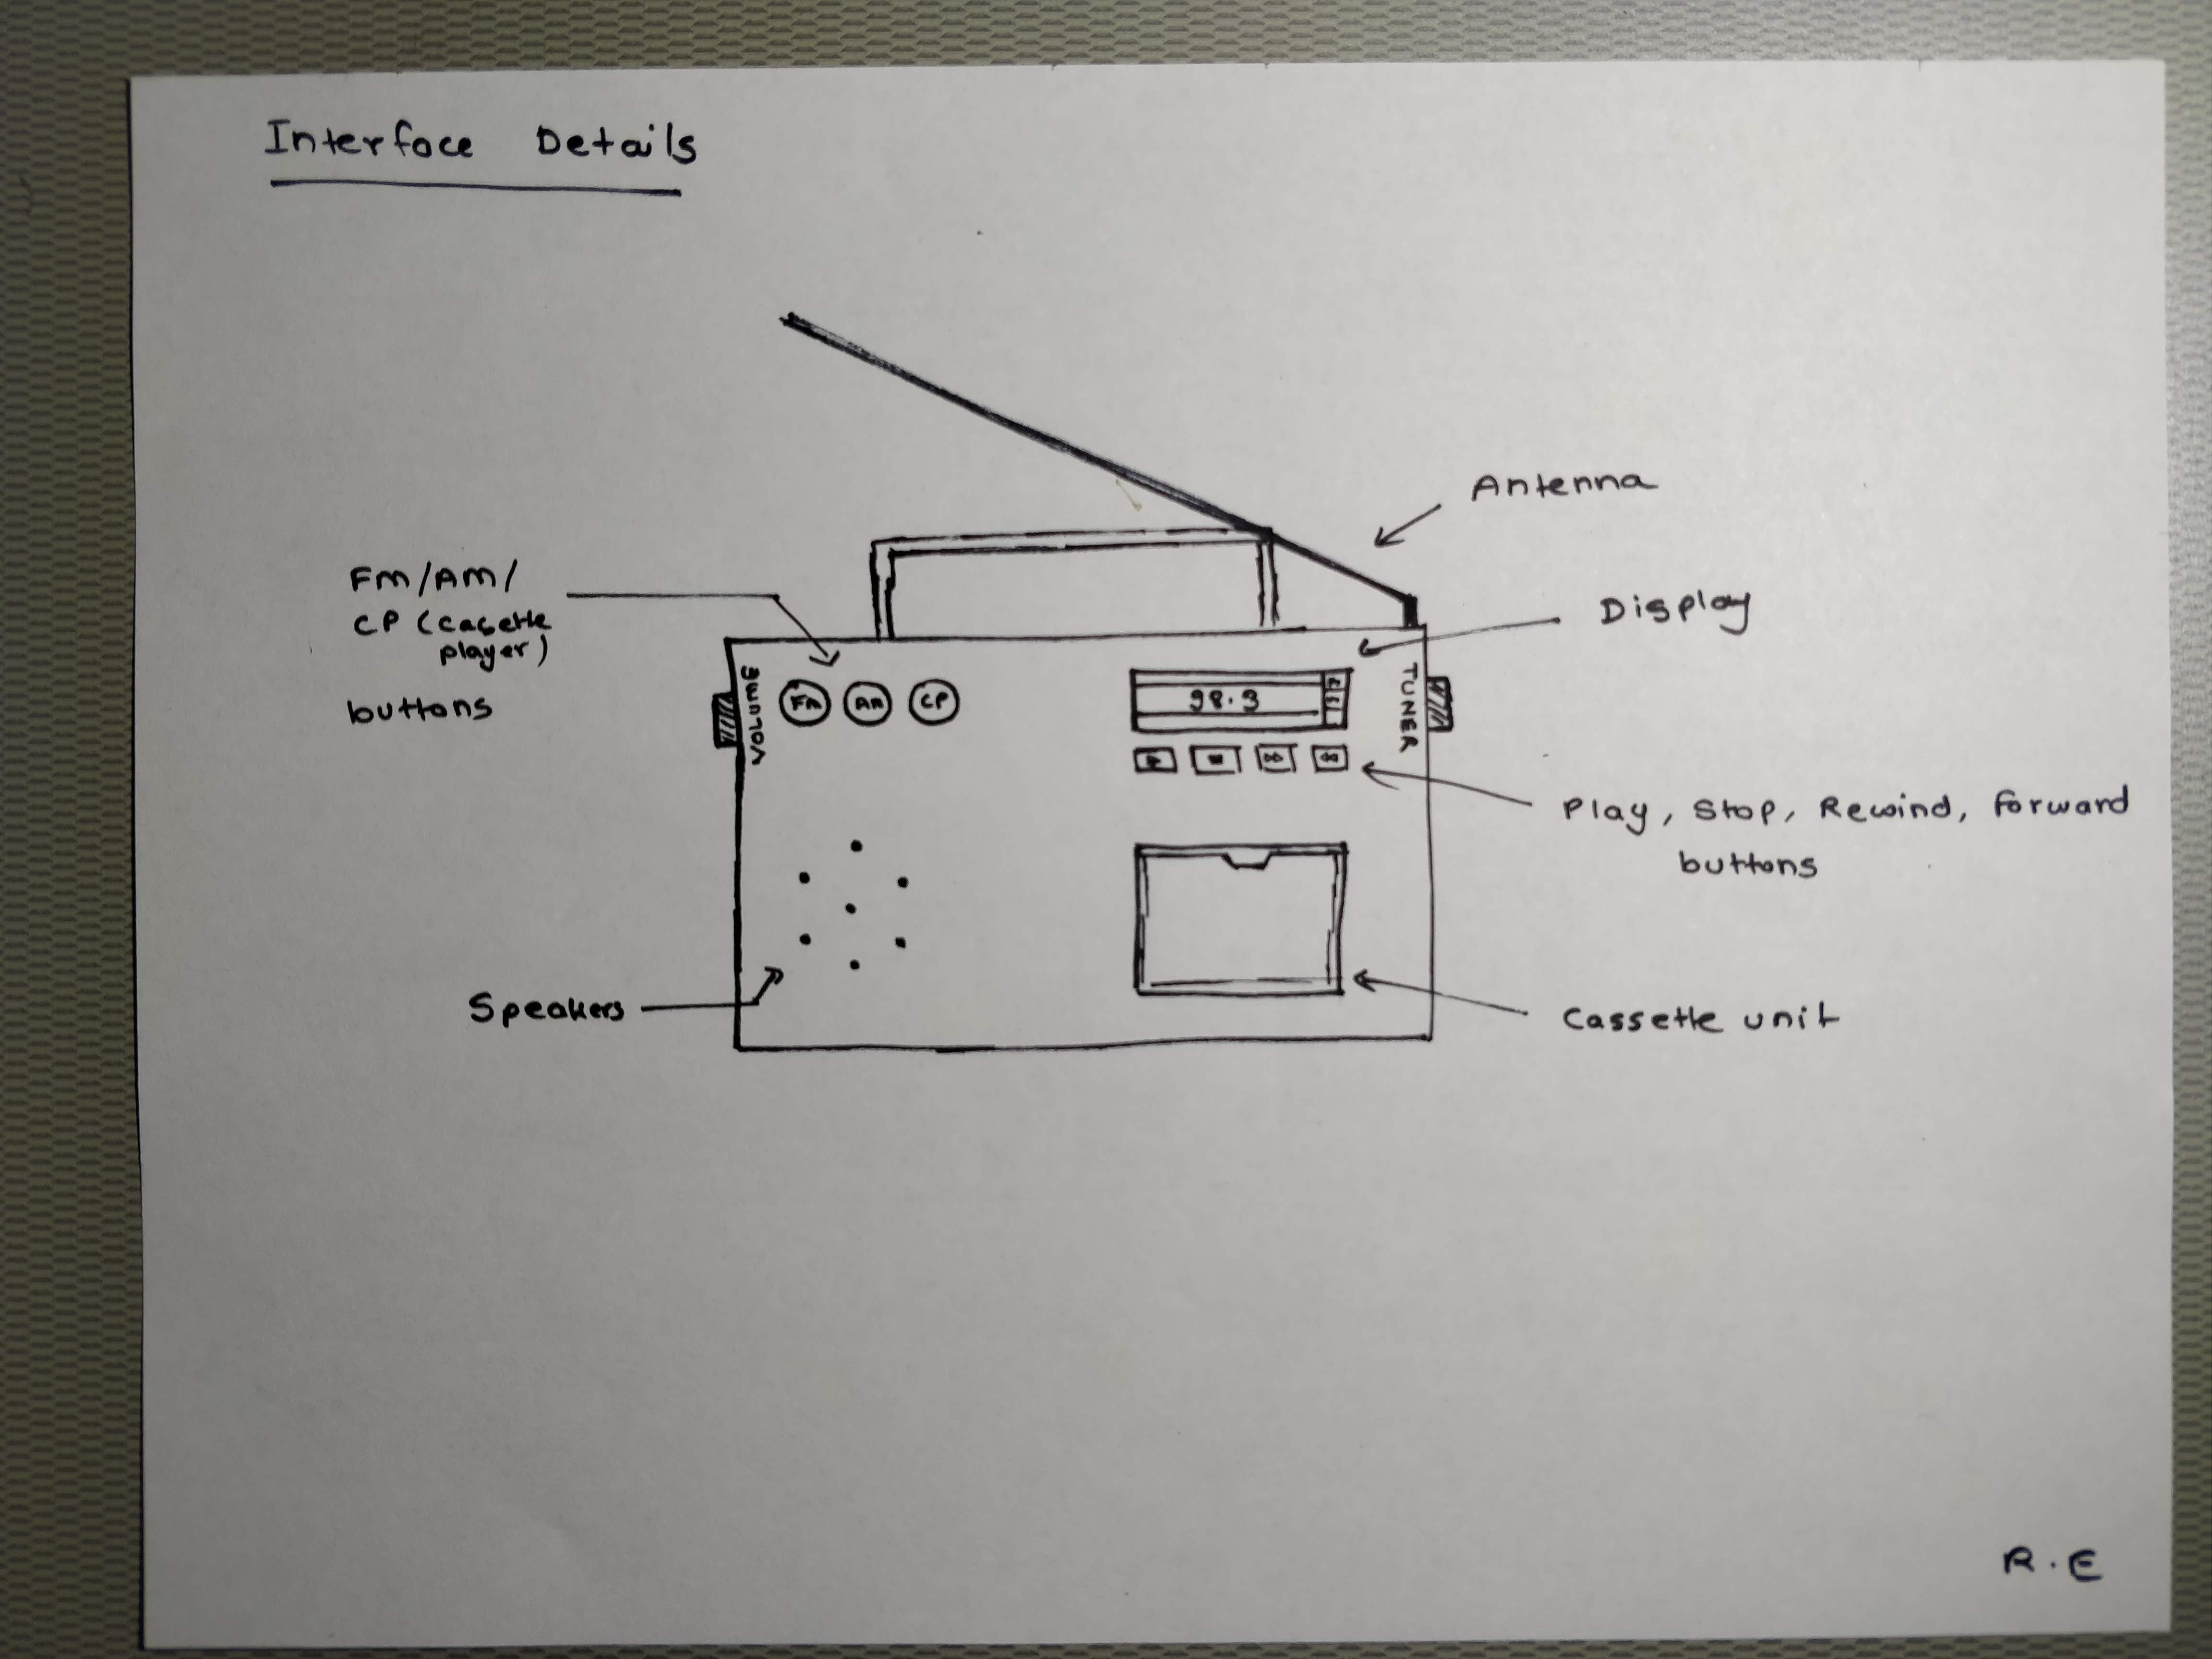 Interface Details
Antenna
FM/AM/
CP (casette
player)
buttons
Display
VOLUME
FM
AM
CP
98.3
TUNER
Play, Stop, Rewind, Forward
buttons
Speakers
Cassette unit
R.E